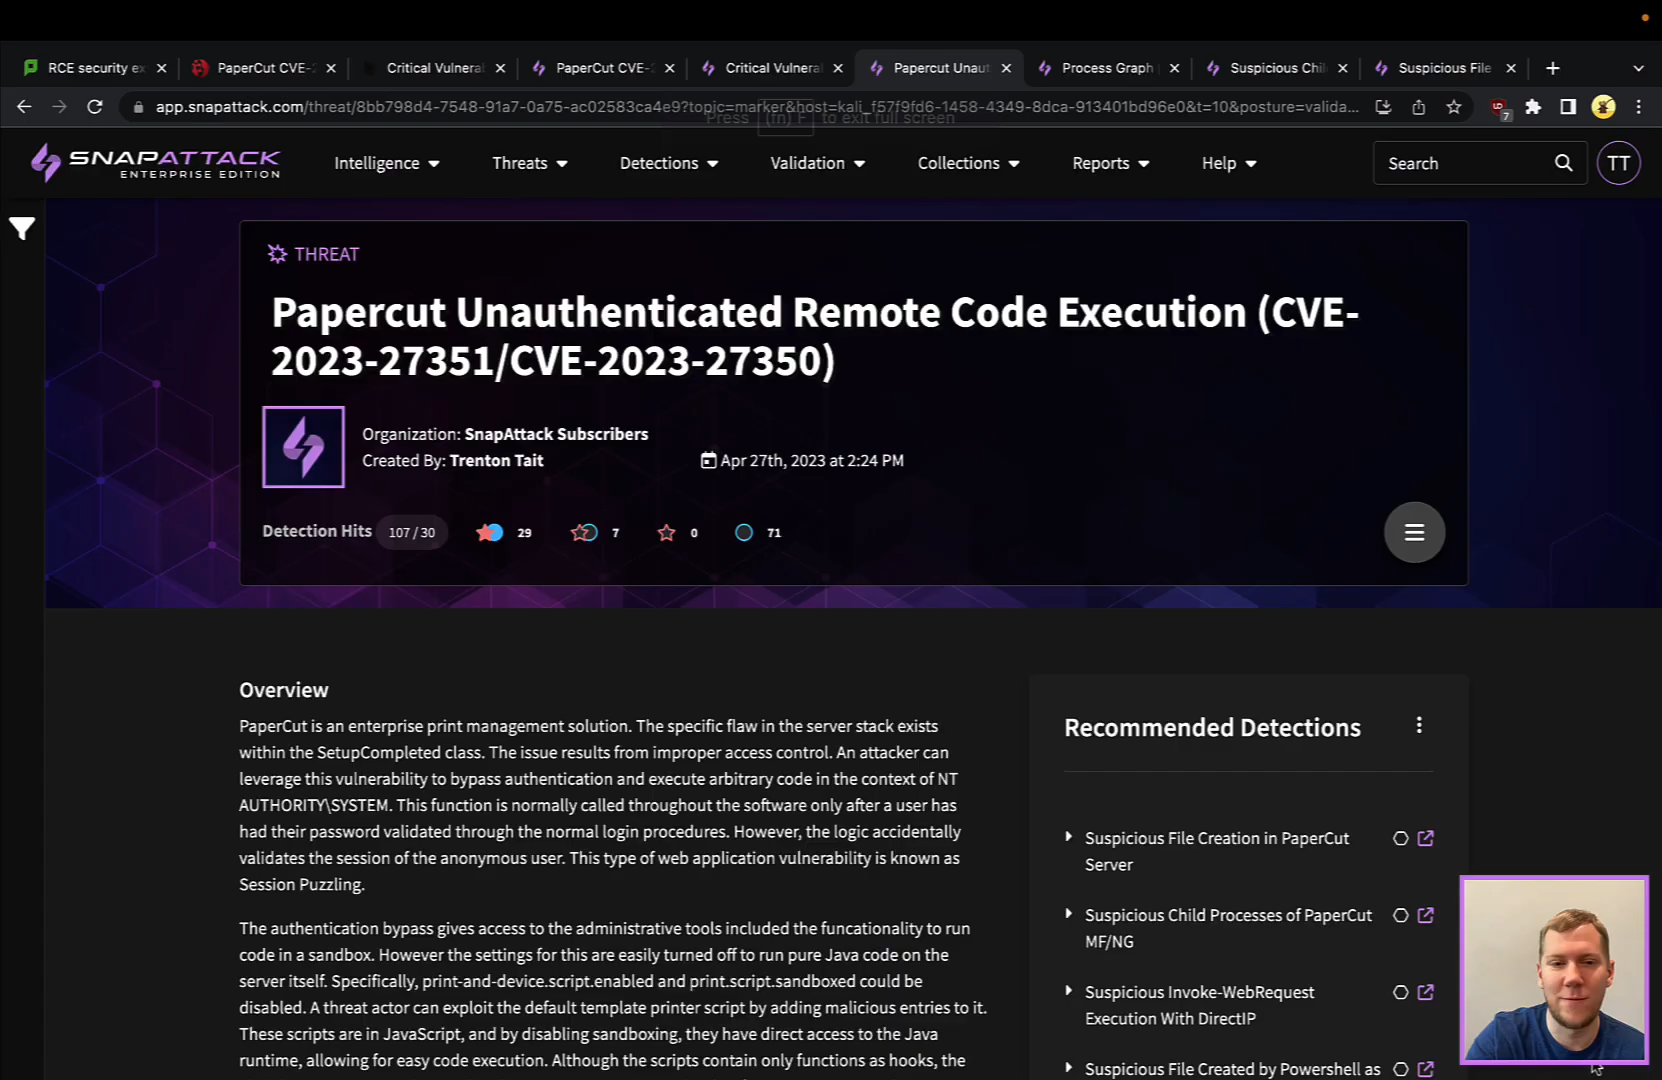 RCE security ex
PaperCut CVE-2
Critical Vulneral
PaperCut CVE-2
Critical Vulneral
Papercut Unaut
Process Graph
Suspicious Chil
Suspicious File
app.snapattack.com/threat/8bb798d4-7548-91a7-0a75-ac02583ca4e9?topic=marker&host=kali_f57f9fd6-1458-4349-8dca-913401bd96e0&t=10&posture=valida...
7
Press (fn) F to exit full screen
SNAPATTACK
ENTERPRISE EDITION
Intelligence
Threats
Detections
Validation
Collections
Reports
Help
Search
TT
THREAT
Papercut Unauthenticated Remote Code Execution (CVE-
2023-27351/CVE-2023-27350)
Organization: SnapAttack Subscribers
Created By: Trenton Tait
Apr 27th, 2023 at 2:24 PM
Detection Hits 107 / 30 29 7 0 71
Overview
PaperCut is an enterprise print management solution. The specific flaw in the server stack exists
within the SetupCompleted class. The issue results from improper access control. An attacker can
leverage this vulnerability to bypass authentication and execute arbitrary code in the context of NT
AUTHORITY\SYSTEM. This function is normally called throughout the software only after a user has
had their password validated through the normal login procedures. However, the logic accidentally
validates the session of the anonymous user. This type of web application vulnerability is known as
Session Puzzling.
The authentication bypass gives access to the administrative tools included the funcationality to run
code in a sandbox. However the settings for this are easily turned off to run pure Java code on the
server itself. Specifically, print-and-device.script.enabled and print.script.sandboxed could be
disabled. A threat actor can exploit the default template printer script by adding malicious entries to it.
These scripts are in JavaScript, and by disabling sandboxing, they have direct access to the Java
runtime, allowing for easy code execution. Although the scripts contain only functions as hooks, the
Recommended Detections
Suspicious File Creation in PaperCut
Server
Suspicious Child Processes of PaperCut
MF/NG
Suspicious Invoke-WebRequest
Execution With DirectIP
Suspicious File Created by Powershell as